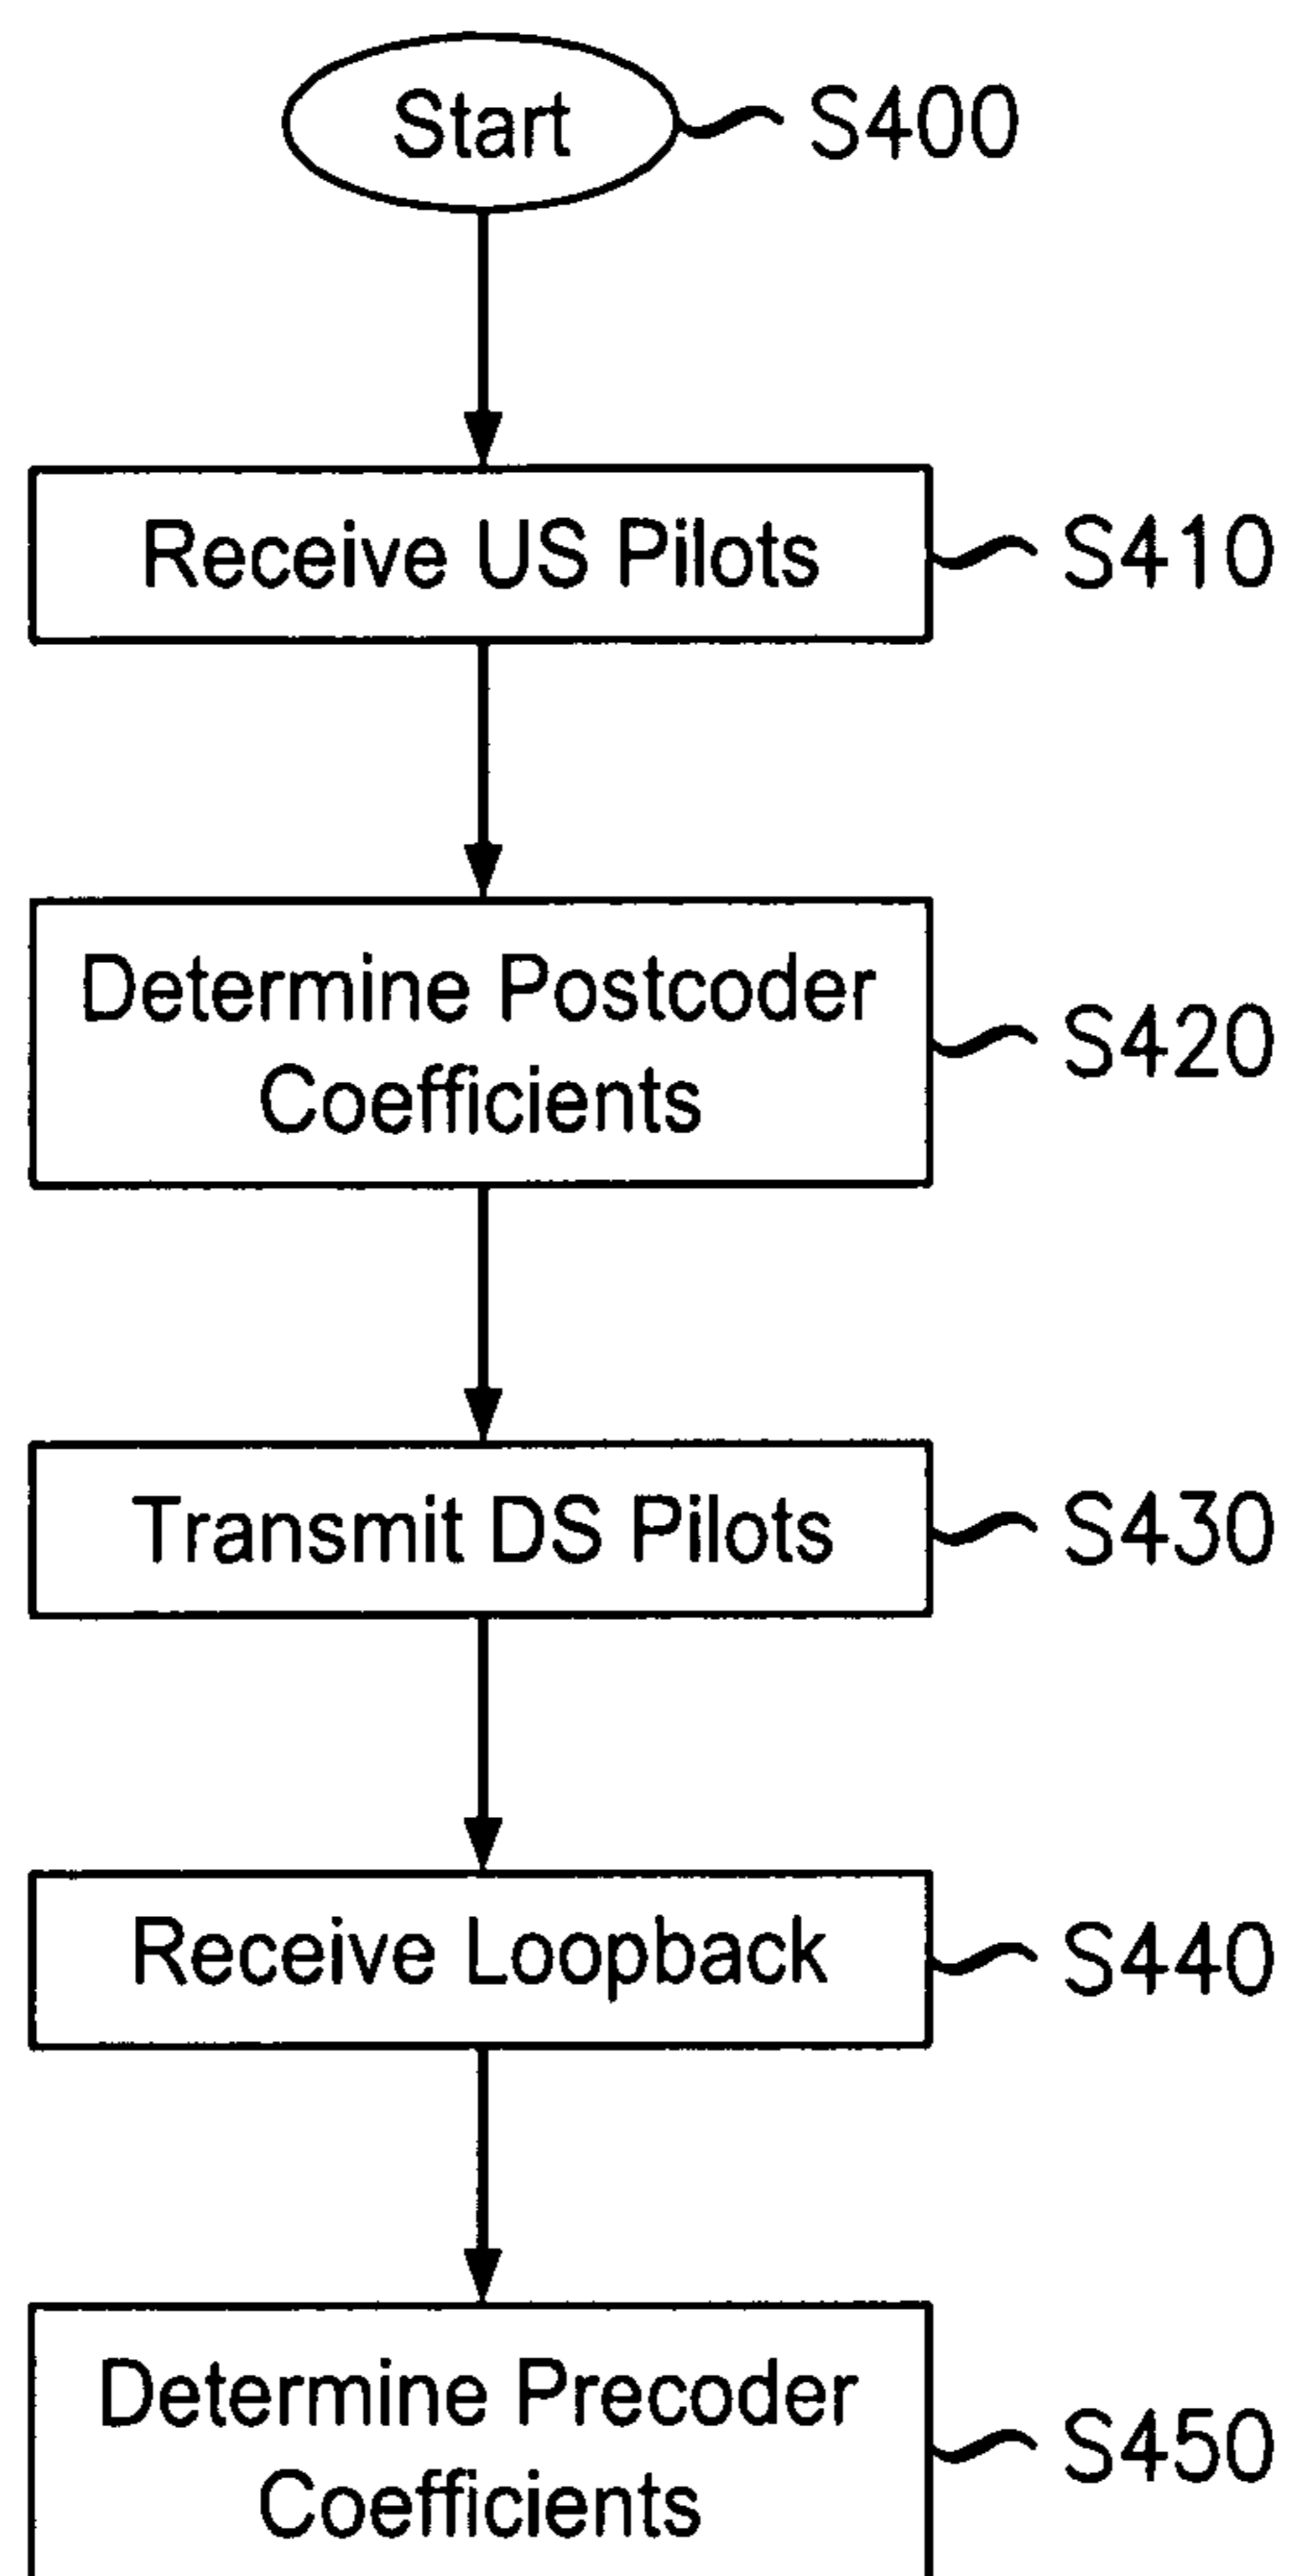 Start S400
Receive US Pilots S410
Determine Postcoder
Coefficients S420
Transmit DS Pilots S430
Receive Loopback S440
Determine Precoder
Coefficients S450